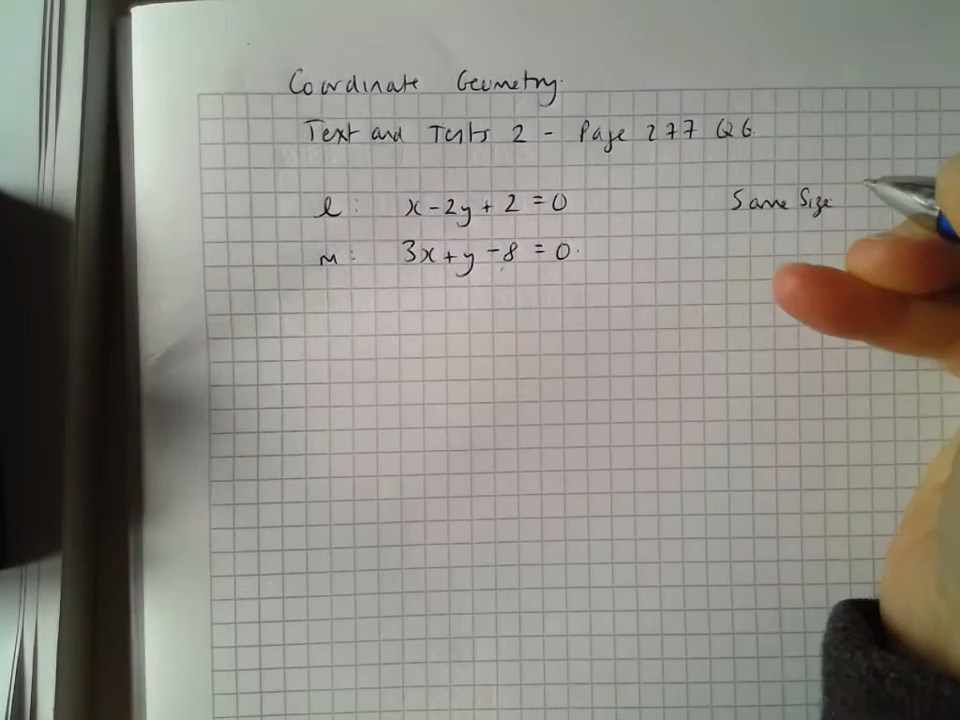 Coordinate Geometry.
Text and Tests 2 - Page 277 Q6
l: x - 2y + 2 = 0
Same Size
m: 3x + y - 8 = 0.